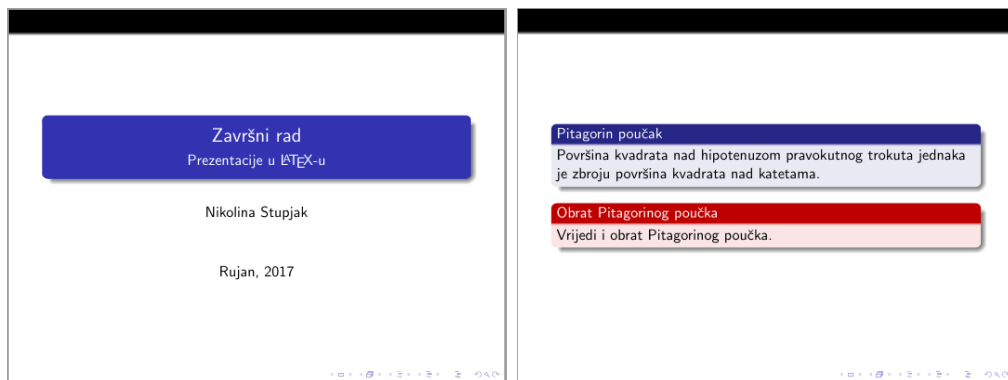 Završni rad
Prezentacije u LATEX-u
Nikolina Stupjak
Rujan, 2017
Pitagorin poučak
Površina kvadrata nad hipotenuzom pravokutnog trokuta jednaka
je zbroju površina kvadrata nad katetama.
Obrat Pitagorinog poučka
Vrijedi i obrat Pitagorinog poučka.